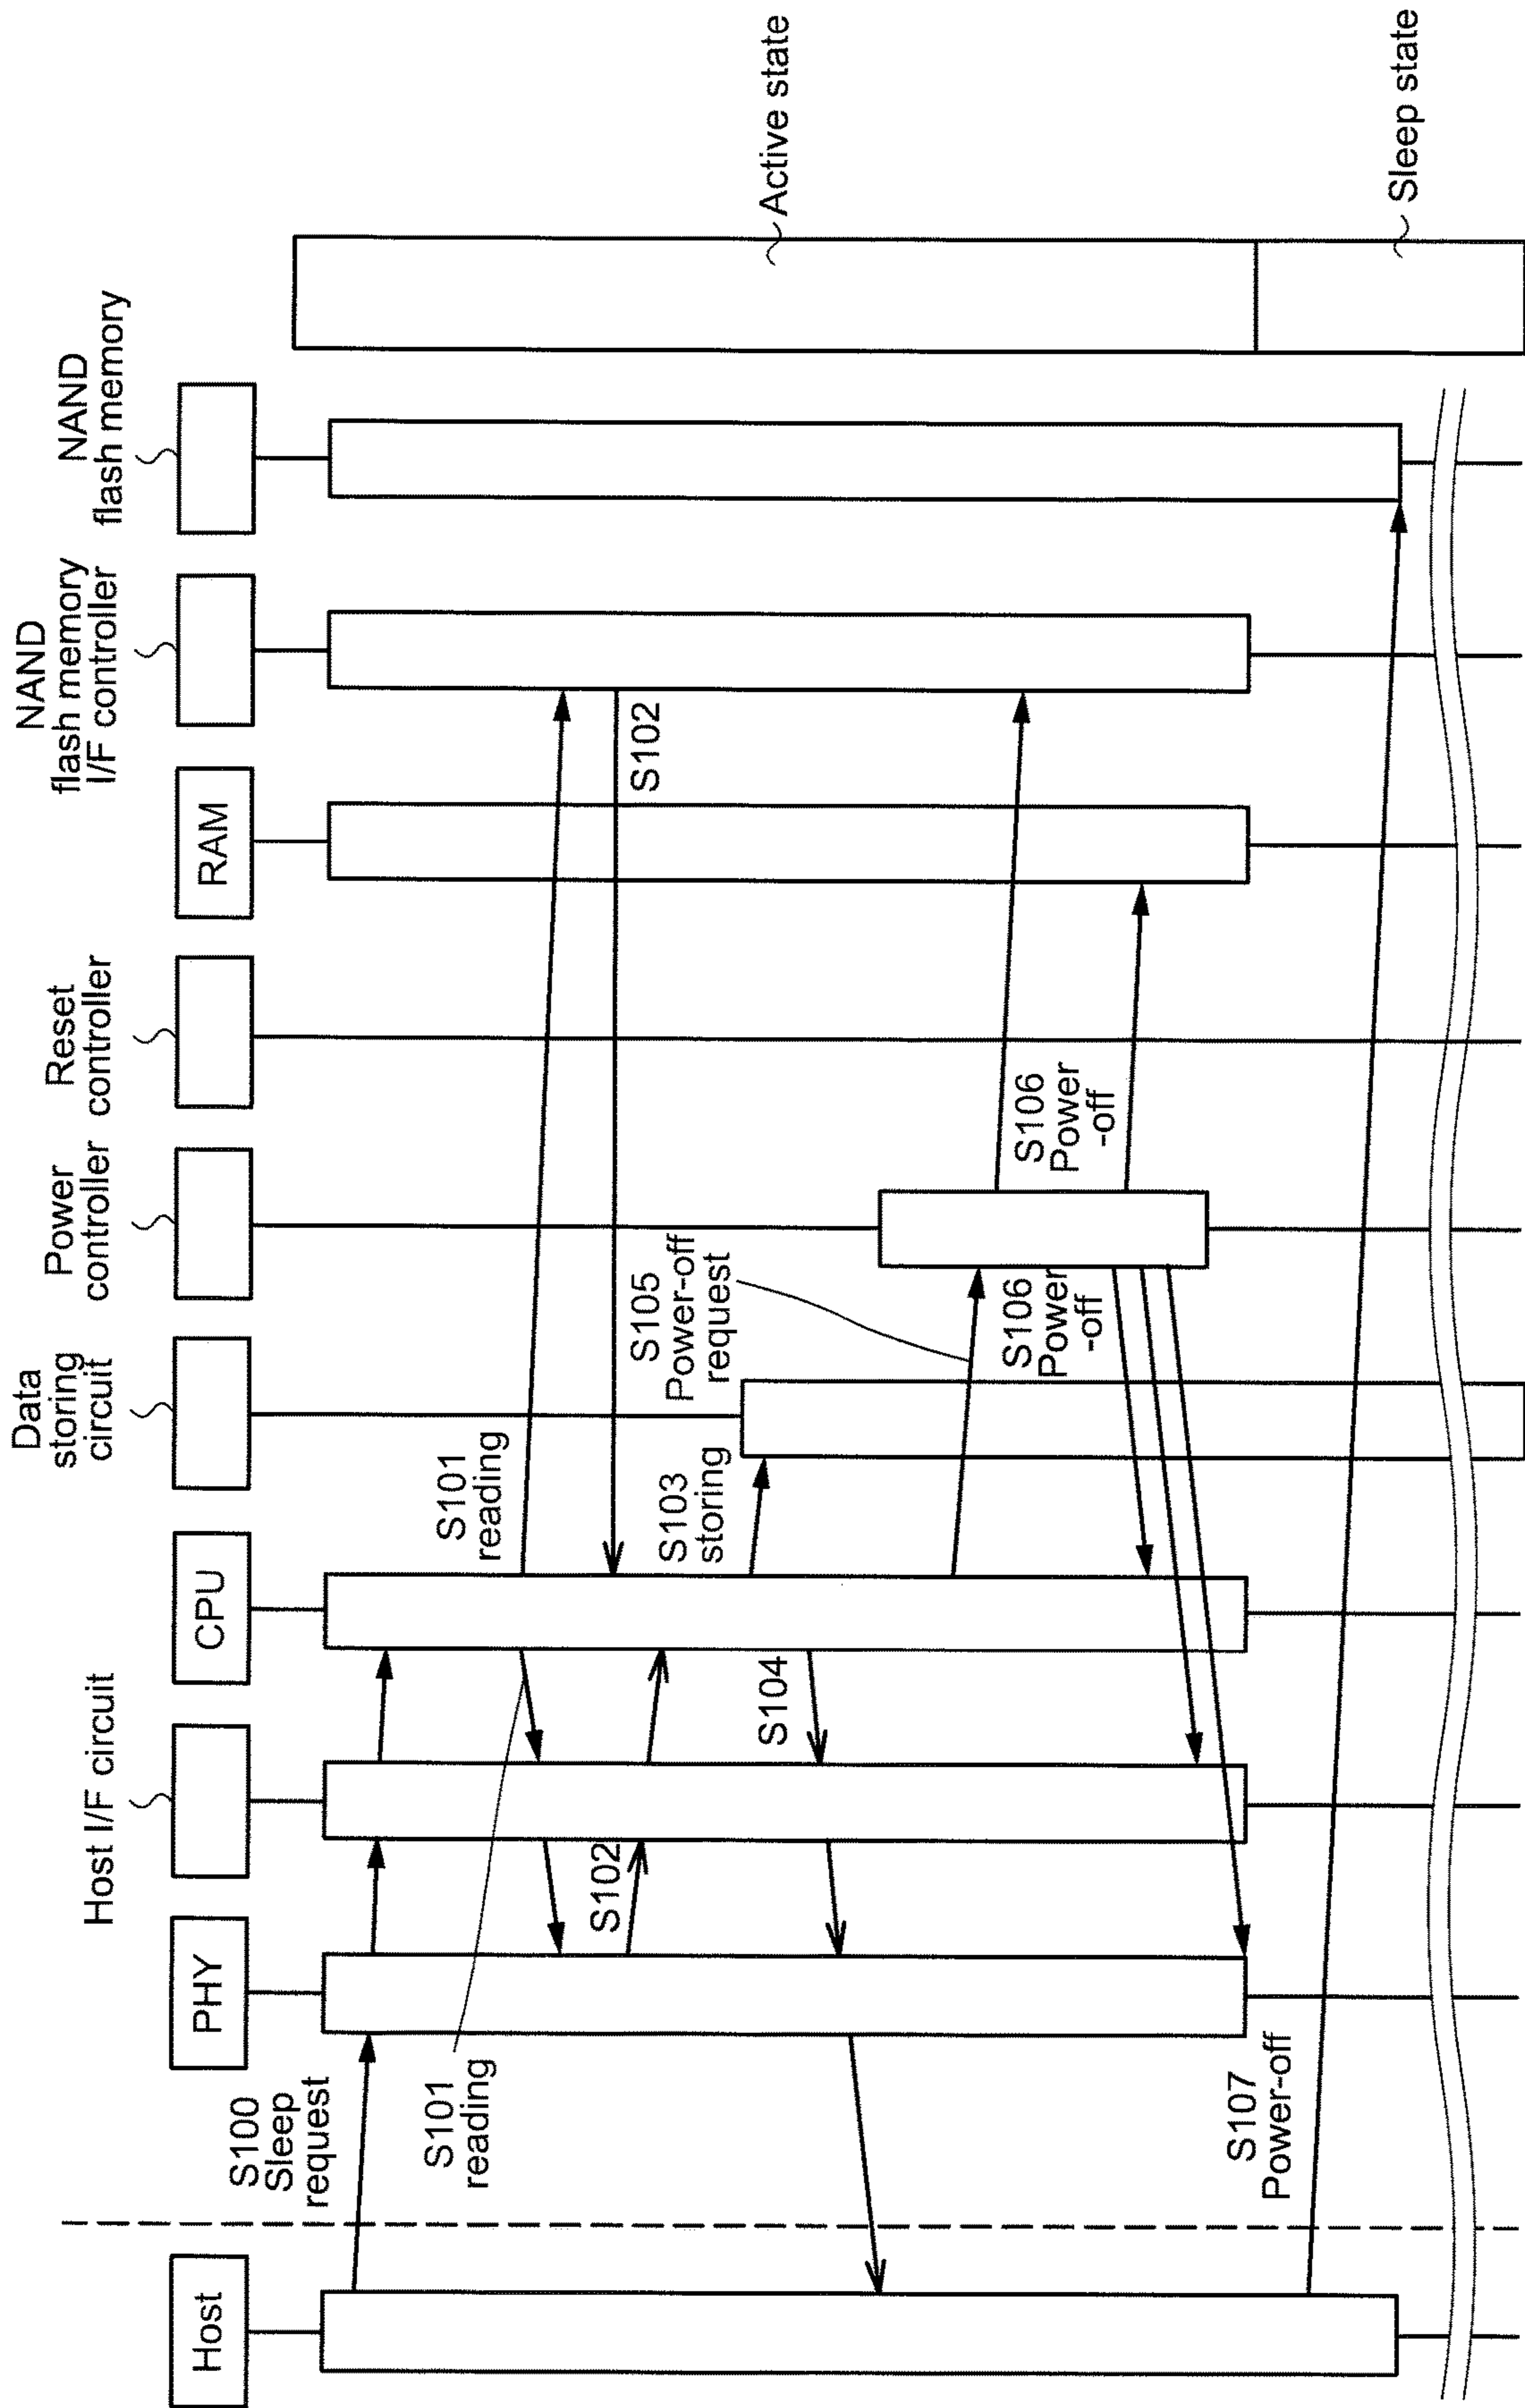 Host
PHY
Host I/F circuit
CPU
Data
storing
circuit
Power
controller
Reset
controller
RAM
NAND
flash memory
I/F controller
NAND
flash memory
S100
Sleep
request
S101
reading
S101
reading
S102
S102
S103
storing
S104
S105
Power-off
request
S106
Power
-off
S106
Power
-off
S107
Power-off
Active state
Sleep state